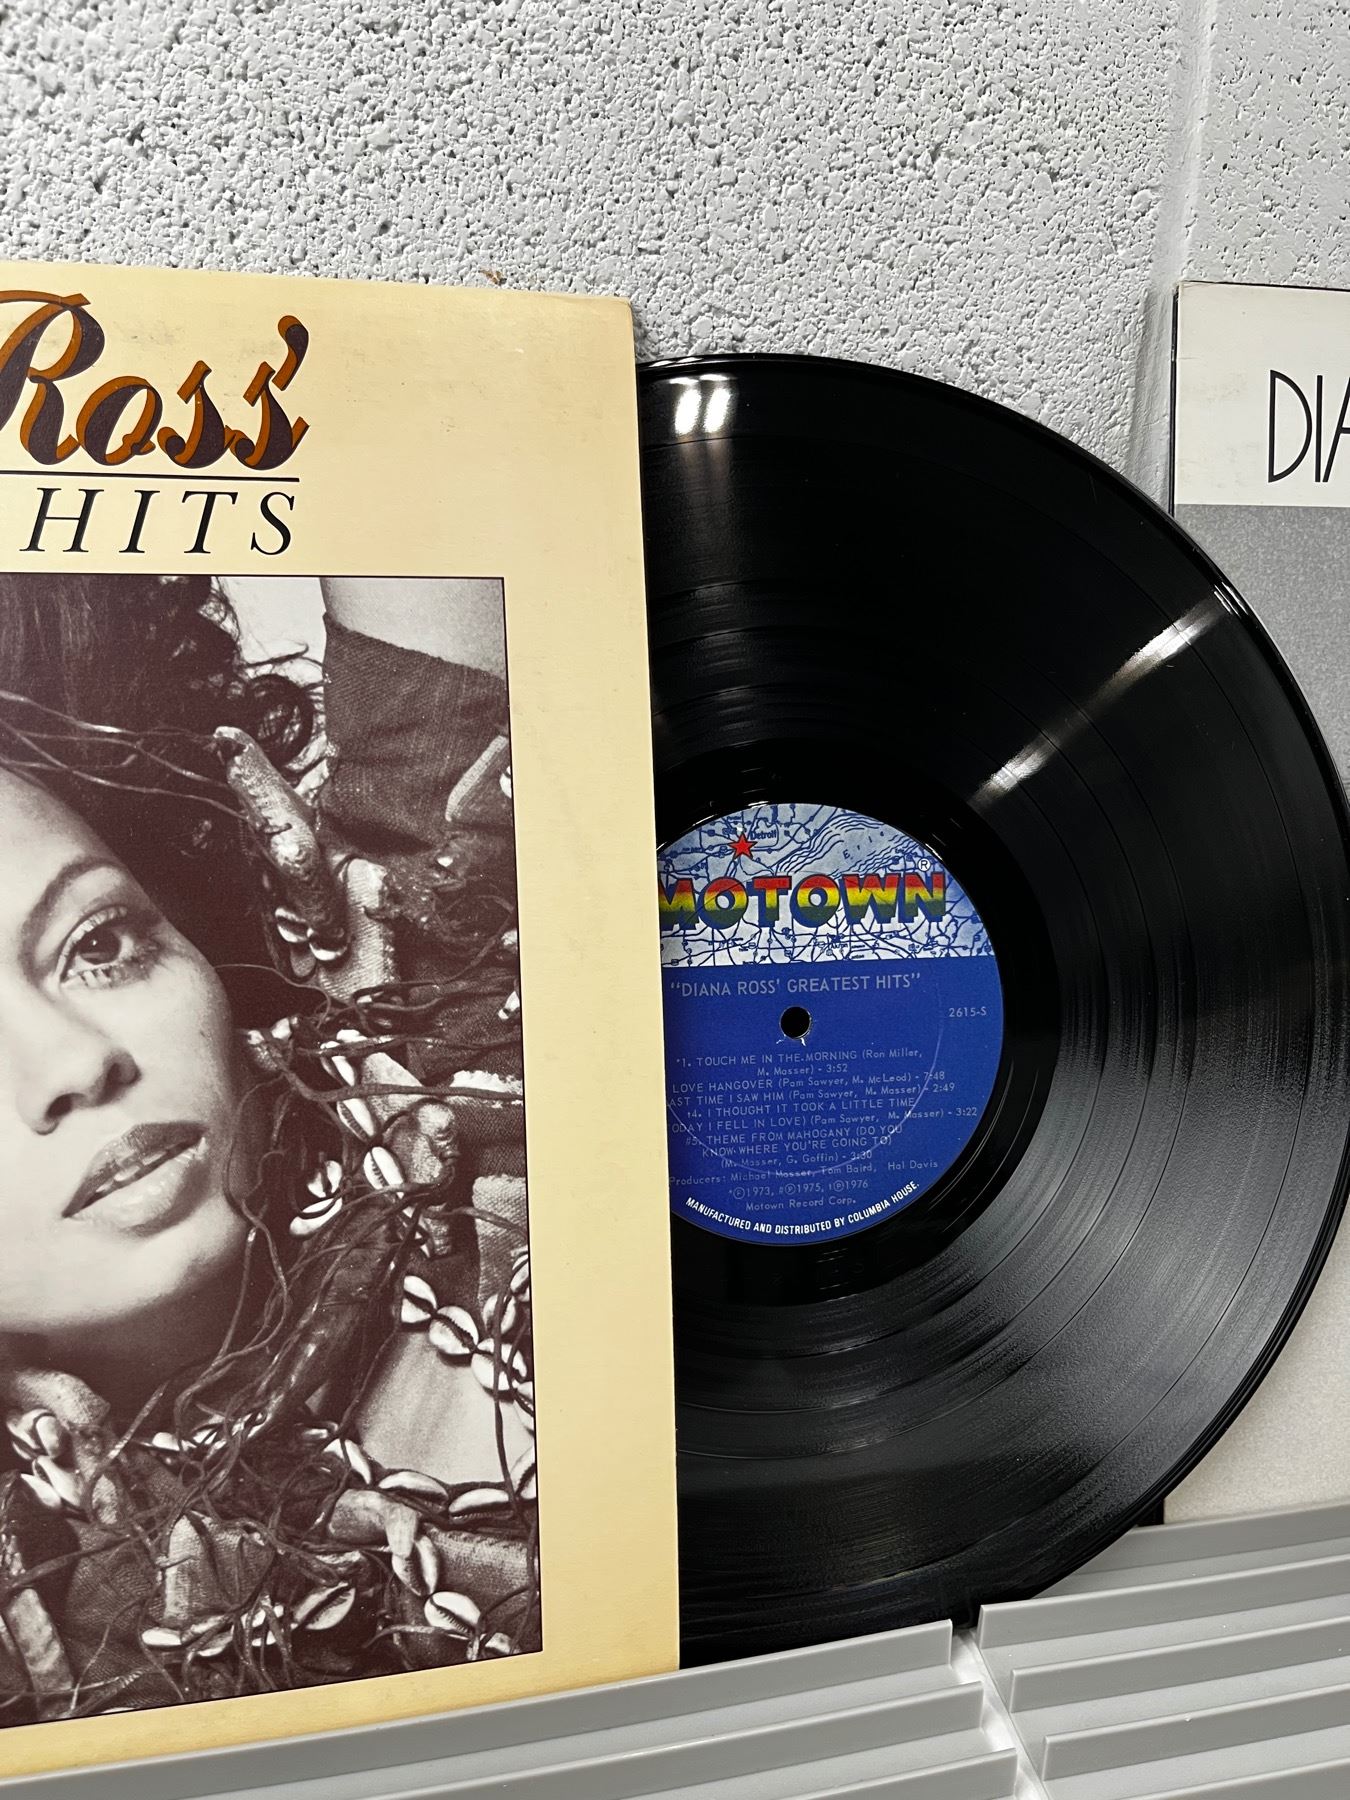 Ross'
HITS
DIA
Detroit
MOTOWN®
"DIANA ROSS' GREATEST HITS"
2615-S
*1. TOUCH ME IN THE MORNING (Ron Miller,
M. Masser) - 3:52
LOVE HANGOVER (Pam Sawyer, M. McLeod) - 7:48
AST TIME I SAW HIM (Pam Sawyer, M. Masser) - 2:49
†4. I THOUGHT IT TOOK A LITTLE TIME
ODAY I FELL IN LOVE) (Pam Sawyer, M. Masser) - 3:22
#5. THEME FROM MAHOGANY (DO YOU
KNOW WHERE YOU'RE GOING TO)
(M. Masser, G. Goffin) - 3:30
Producers: Michael Masser, Tom Baird, Hal Davis
*Ⓟ1973, #Ⓟ1975, †Ⓟ1976
Motown Record Corp.
MANUFACTURED AND DISTRIBUTED BY COLUMBIA HOUSE.